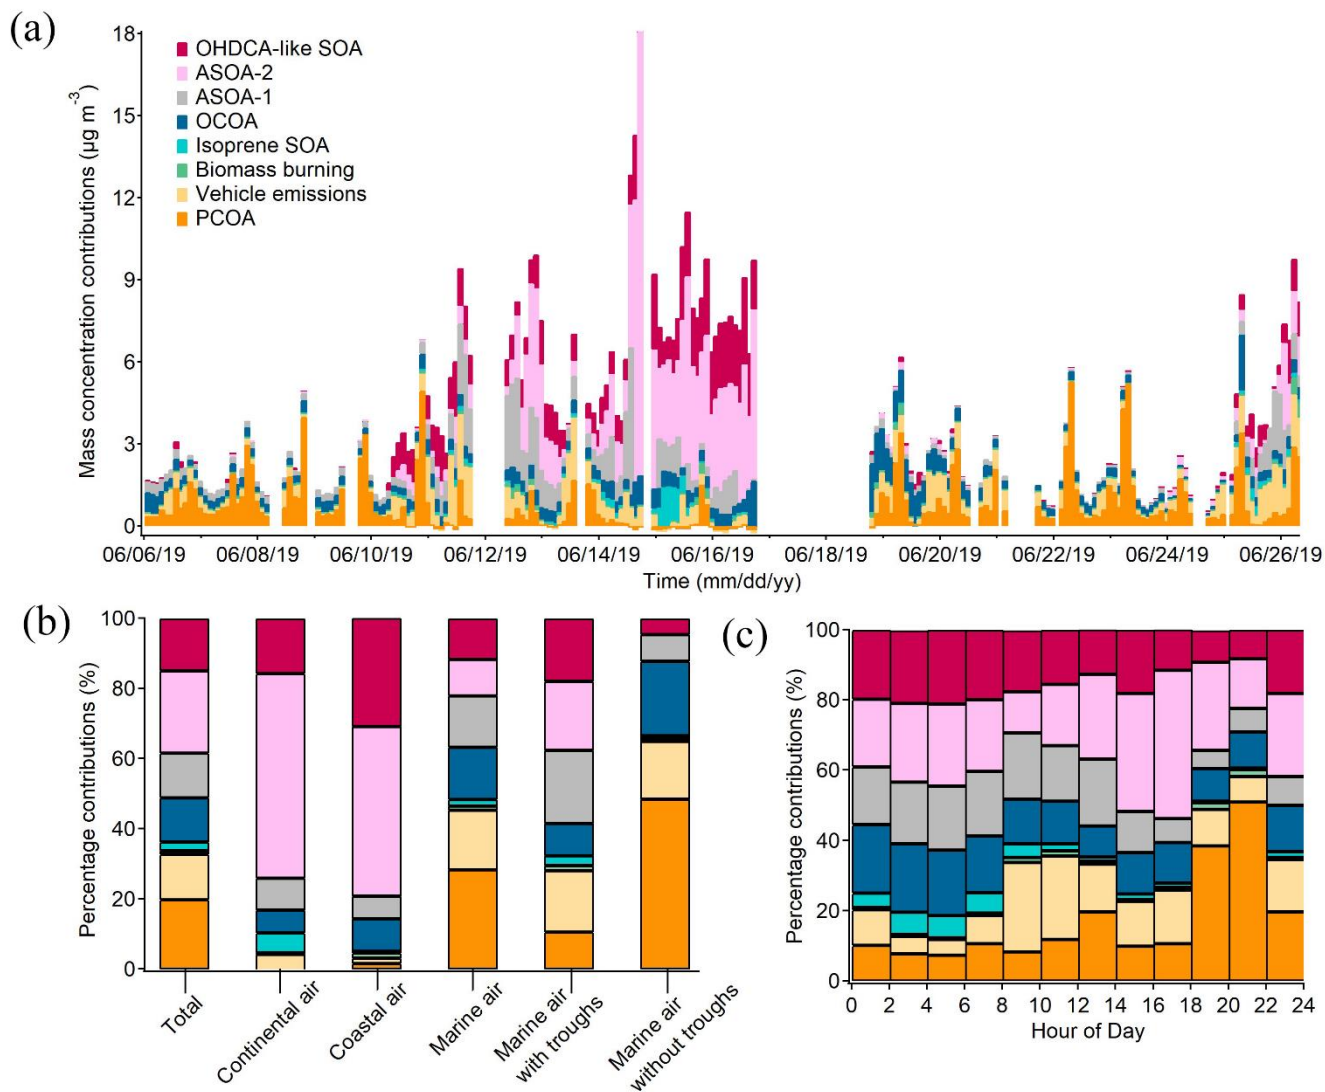 (a)
Mass concentration contributions (µg m⁻³)
18
15
12
9
6
3
0
OHDCA-like SOA
ASOA-2
ASOA-1
OCOA
Isoprene SOA
Biomass burning
Vehicle emissions
PCOA
06/06/19 06/08/19 06/10/19 06/12/19 06/14/19 06/16/19 06/18/19 06/20/19 06/22/19 06/24/19 06/26/19
Time (mm/dd/yy)
(b)
Percentage contributions (%)
100
80
60
40
20
0
Total
Continental air
Coastal air
Marine air
Marine air
with troughs
Marine air
without troughs
(c)
Percentage contributions (%)
100
80
60
40
20
0
0 2 4 6 8 10 12 14 16 18 20 22 24
Hour of Day